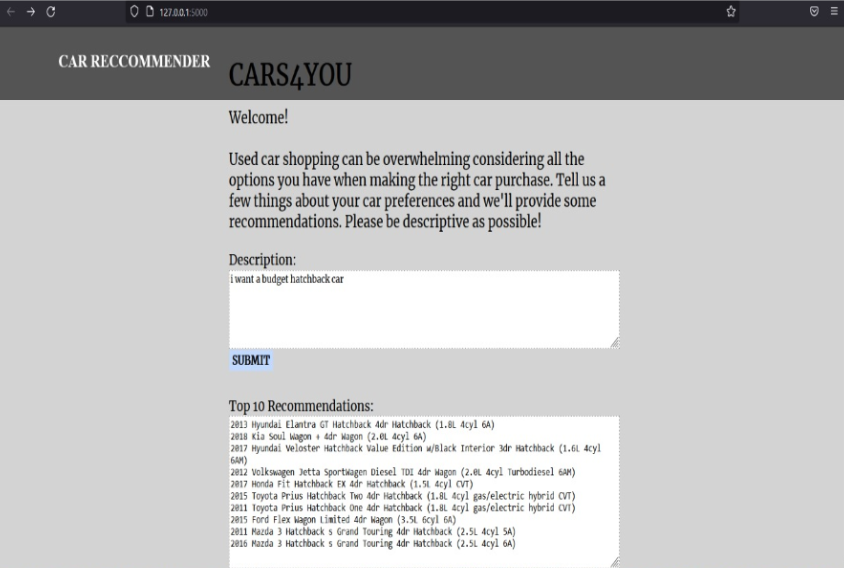 127.0.0.1:5000
CAR RECCOMMENDER
CARS4YOU
Welcome!
Used car shopping can be overwhelming considering all the
options you have when making the right car purchase. Tell us a
few things about your car preferences and we'll provide some
recommendations. Please be descriptive as possible!
Description:
i want a budget hatchback car
SUBMIT
Top 10 Recommendations:
2013 Hyundai Elantra GT Hatchback 4dr Hatchback (1.8L 4cyl 6A)
2018 Kia Soul Wagon + 4dr Wagon (2.0L 4cyl 6A)
2017 Hyundai Veloster Hatchback Value Edition w/Black Interior 3dr Hatchback (1.6L 4cyl
6AM)
2012 Volkswagen Jetta SportWagen Diesel TDI 4dr Wagon (2.0L 4cyl Turbodiesel 6AM)
2017 Honda Fit Hatchback EX 4dr Hatchback (1.5L 4cyl CVT)
2015 Toyota Prius Hatchback Two 4dr Hatchback (1.8L 4cyl gas/electric hybrid CVT)
2011 Toyota Prius Hatchback One 4dr Hatchback (1.8L 4cyl gas/electric hybrid CVT)
2015 Ford Flex Wagon Limited 4dr Wagon (3.5L 6cyl 6A)
2011 Mazda 3 Hatchback s Grand Touring 4dr Hatchback (2.5L 4cyl 5A)
2016 Mazda 3 Hatchback s Grand Touring 4dr Hatchback (2.5L 4cyl 6A)